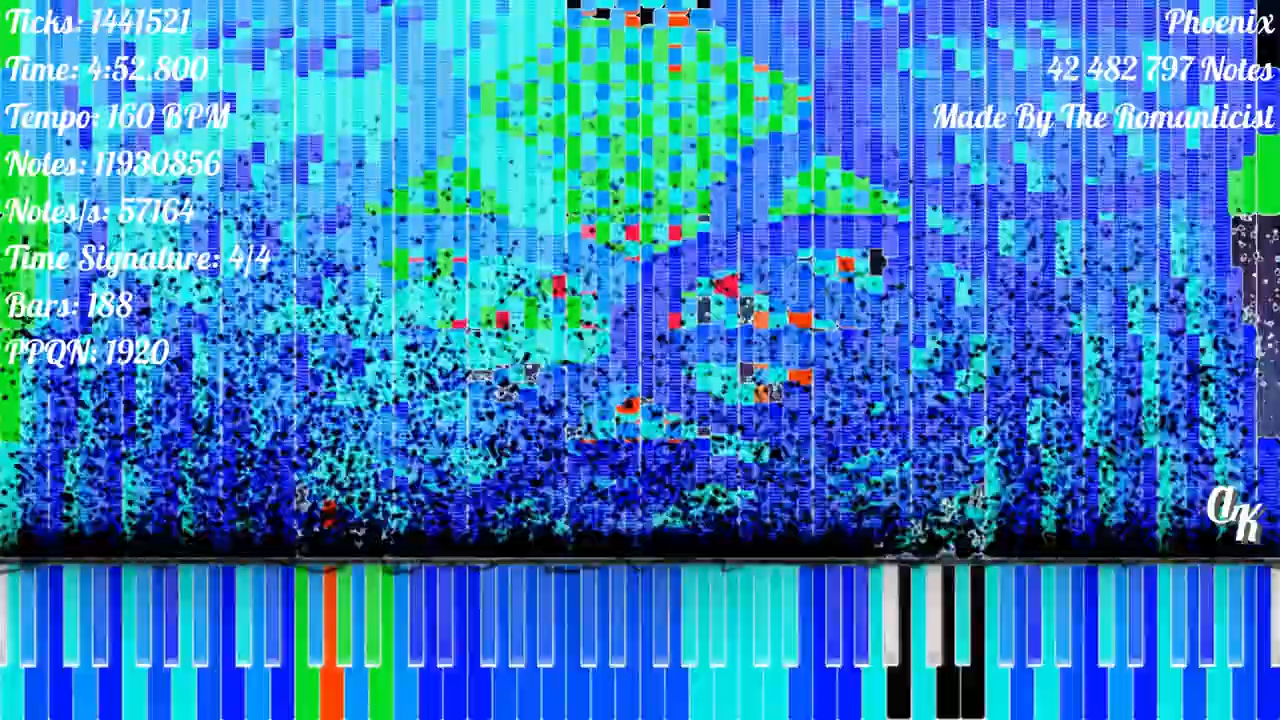 Ticks: 1441521
Time: 4:52.800
Tempo: 160 BPM
Notes: 11930856
Notes/s: 57164
Time Signature: 4/4
Bars: 188
PPQN: 1920
Phoenix
42 482 797 Notes
Made By The Romanticist